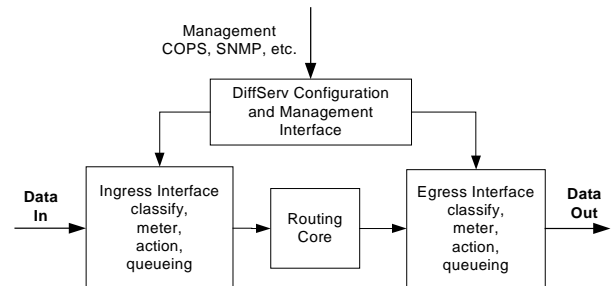 Management
COPS, SNMP, etc.
DiffServ Configuration
and Management
Interface
Data
In
Ingress Interface
classify,
meter,
action,
queueing
Routing
Core
Egress Interface
classify,
meter,
action,
queueing
Data
Out